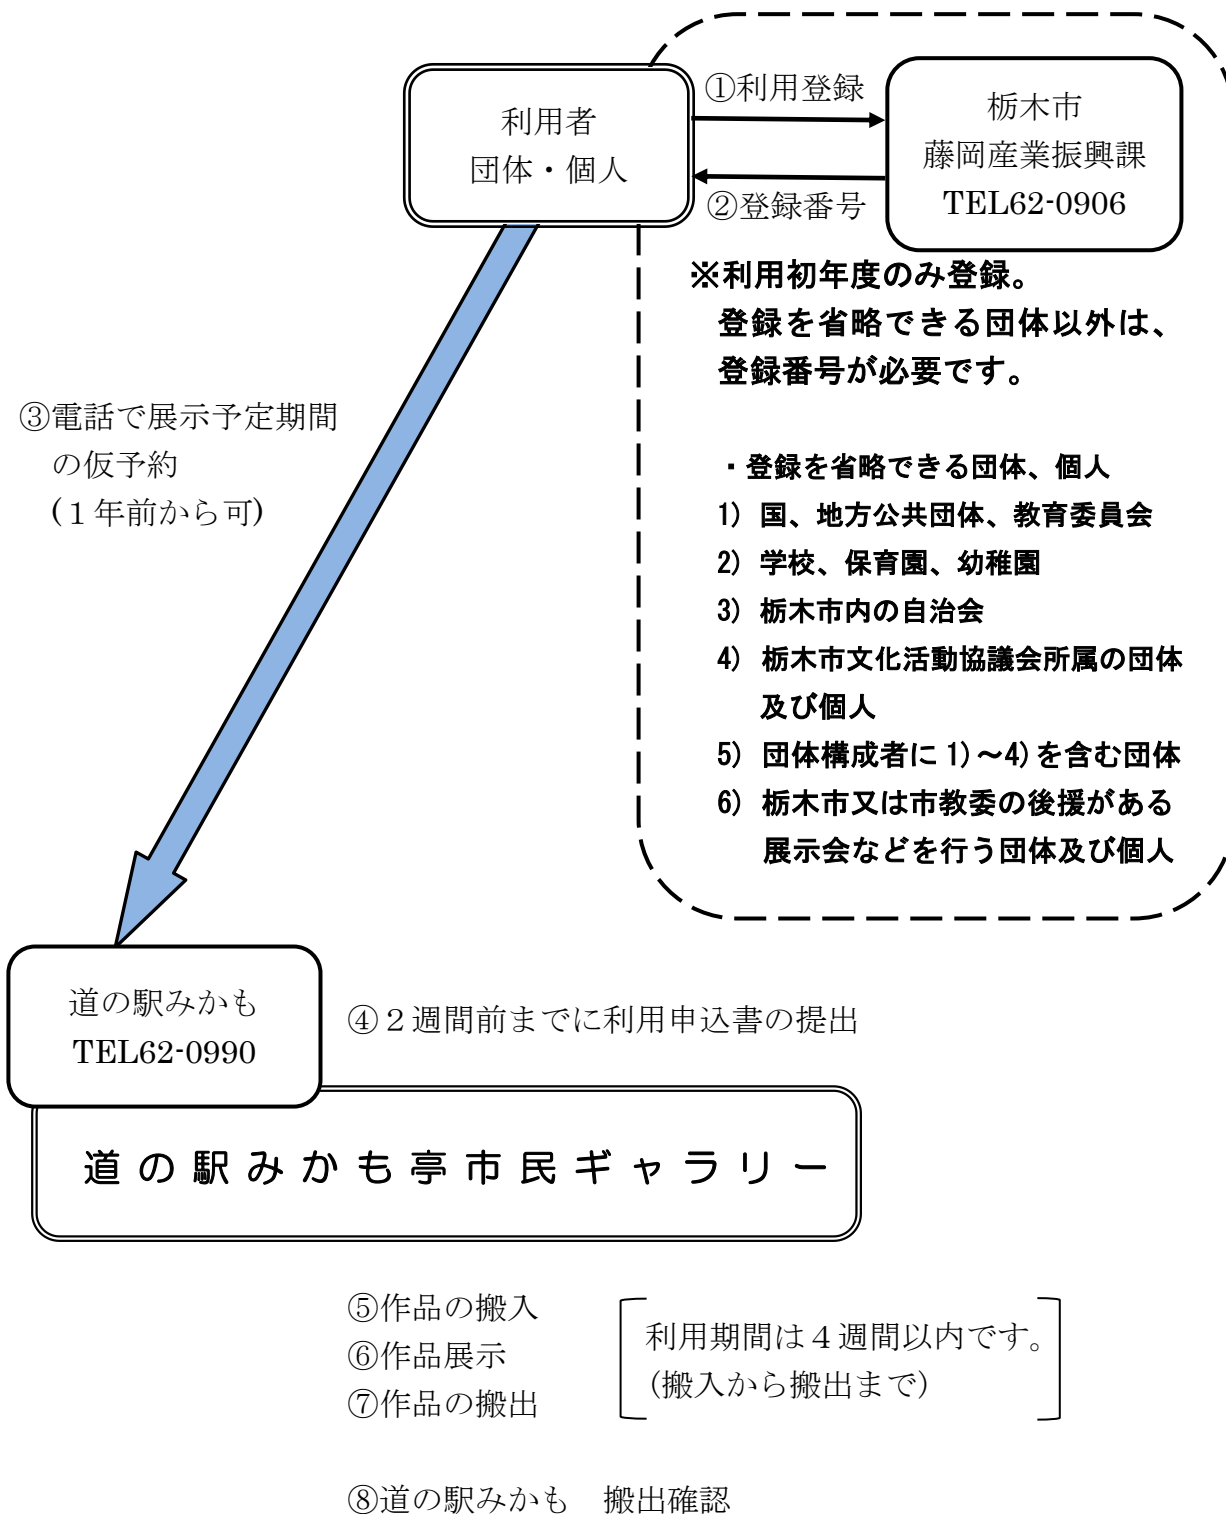 利用者
団体・個人
①利用登録
②登録番号
栃木市
藤岡産業振興課
TEL62-0906
※利用初年度のみ登録。
登録を省略できる団体以外は、
登録番号が必要です。
・登録を省略できる団体、個人
1) 国、地方公共団体、教育委員会
2) 学校、保育園、幼稚園
3) 栃木市内の自治会
4) 栃木市文化活動協議会所属の団体
及び個人
5) 団体構成者に 1)～4)を含む団体
6) 栃木市又は市教委の後援がある
展示会などを行う団体及び個人
③電話で展示予定期間
の仮予約
(１年前から可)
道の駅みかも
TEL62-0990
④２週間前までに利用申込書の提出
道の駅みかも亭市民ギャラリー
⑤作品の搬入
⑥作品展示
⑦作品の搬出
利用期間は４週間以内です。
(搬入から搬出まで)
⑧道の駅みかも　搬出確認